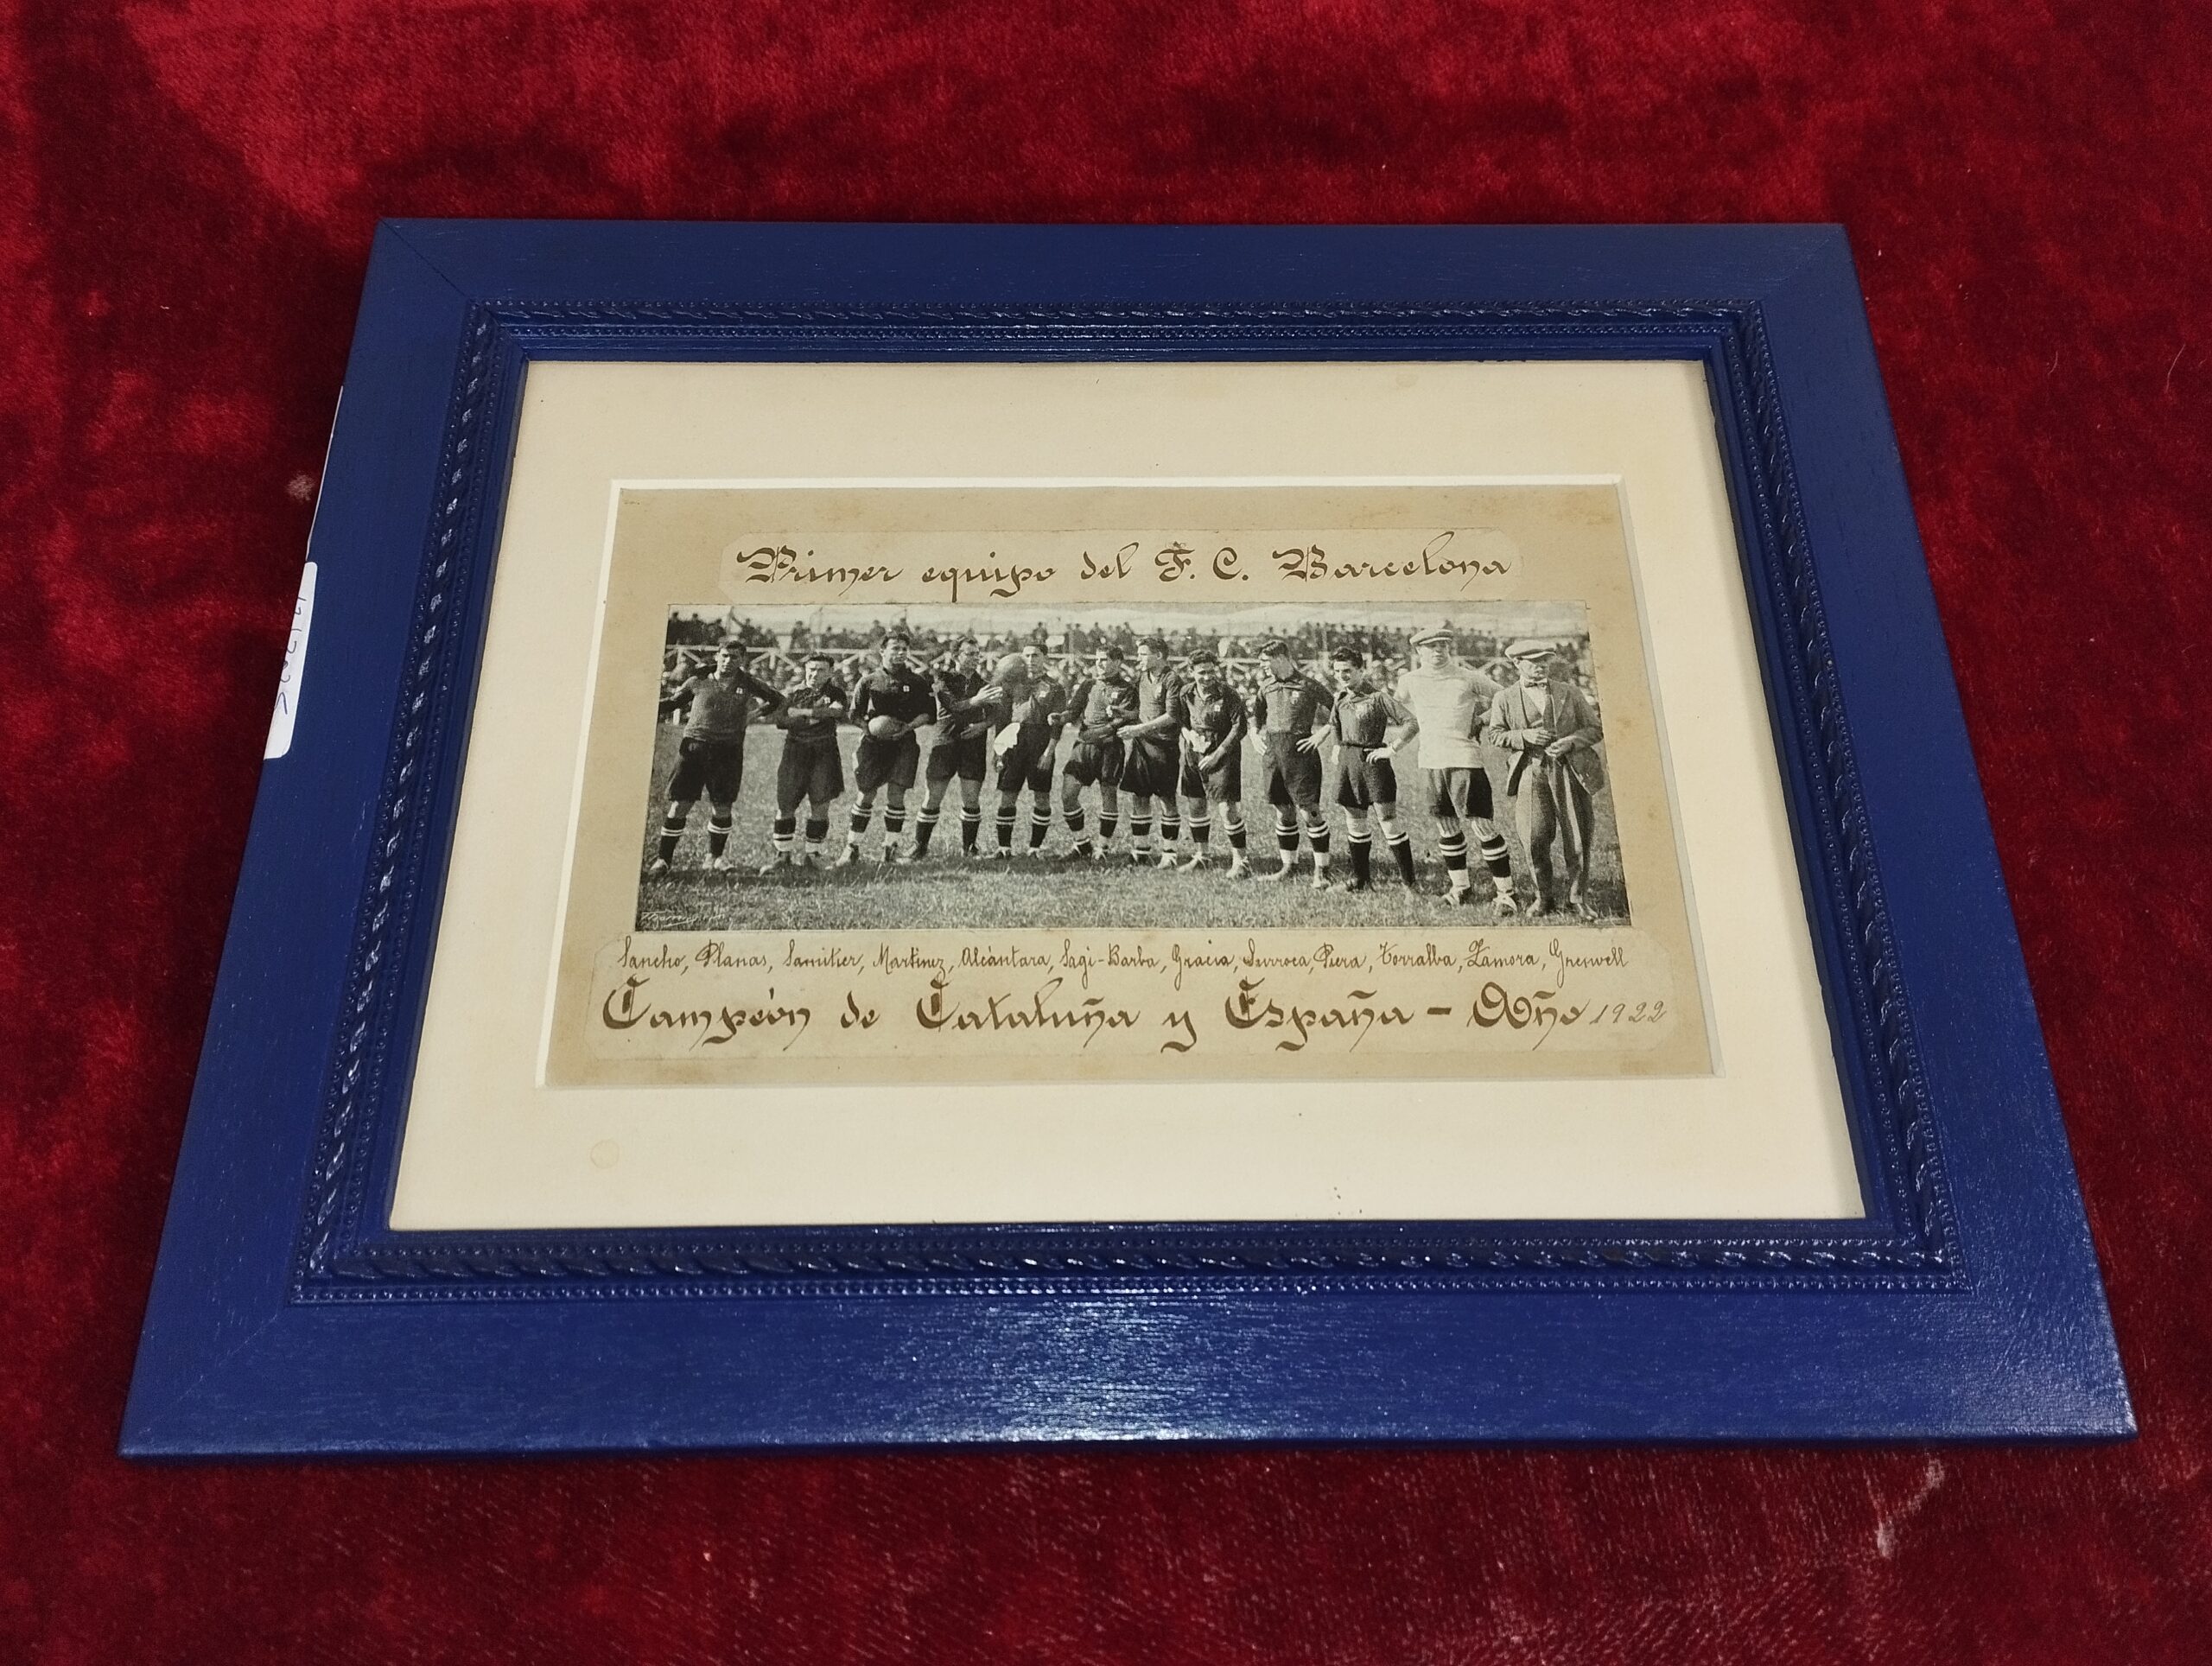 Primer equipo del F. C. Barcelona
Sancho, Planas, Samitier, Martinez, Alcántara, Sagi-Barba, Gracia, Surroca, Piera, Torralba, Zamora, Greswell
Campeón de Cataluña y España - Año 1922